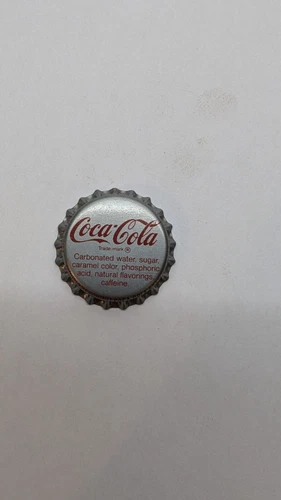 Coca-Cola
Trade-mark ®
Carbonated water, sugar,
caramel color, phosphoric
acid, natural flavorings,
caffeine.